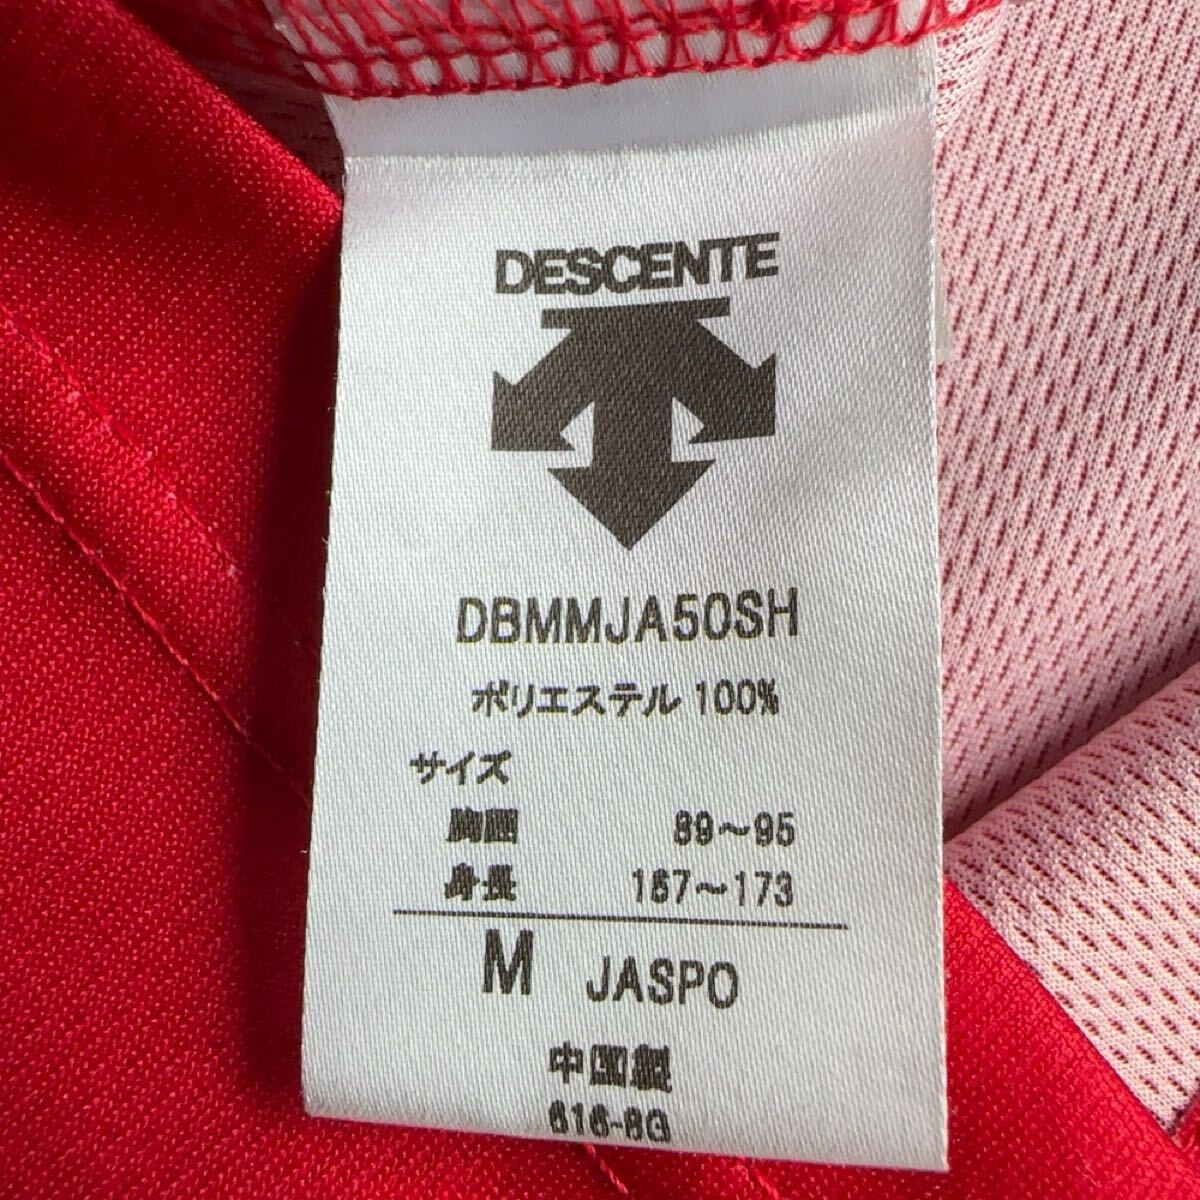 DESCENTE
DBMMJA50SH
ポリエステル 100%
サイズ
胸囲 89～95
身長 167～173
M JASPO
中国製
616-8G